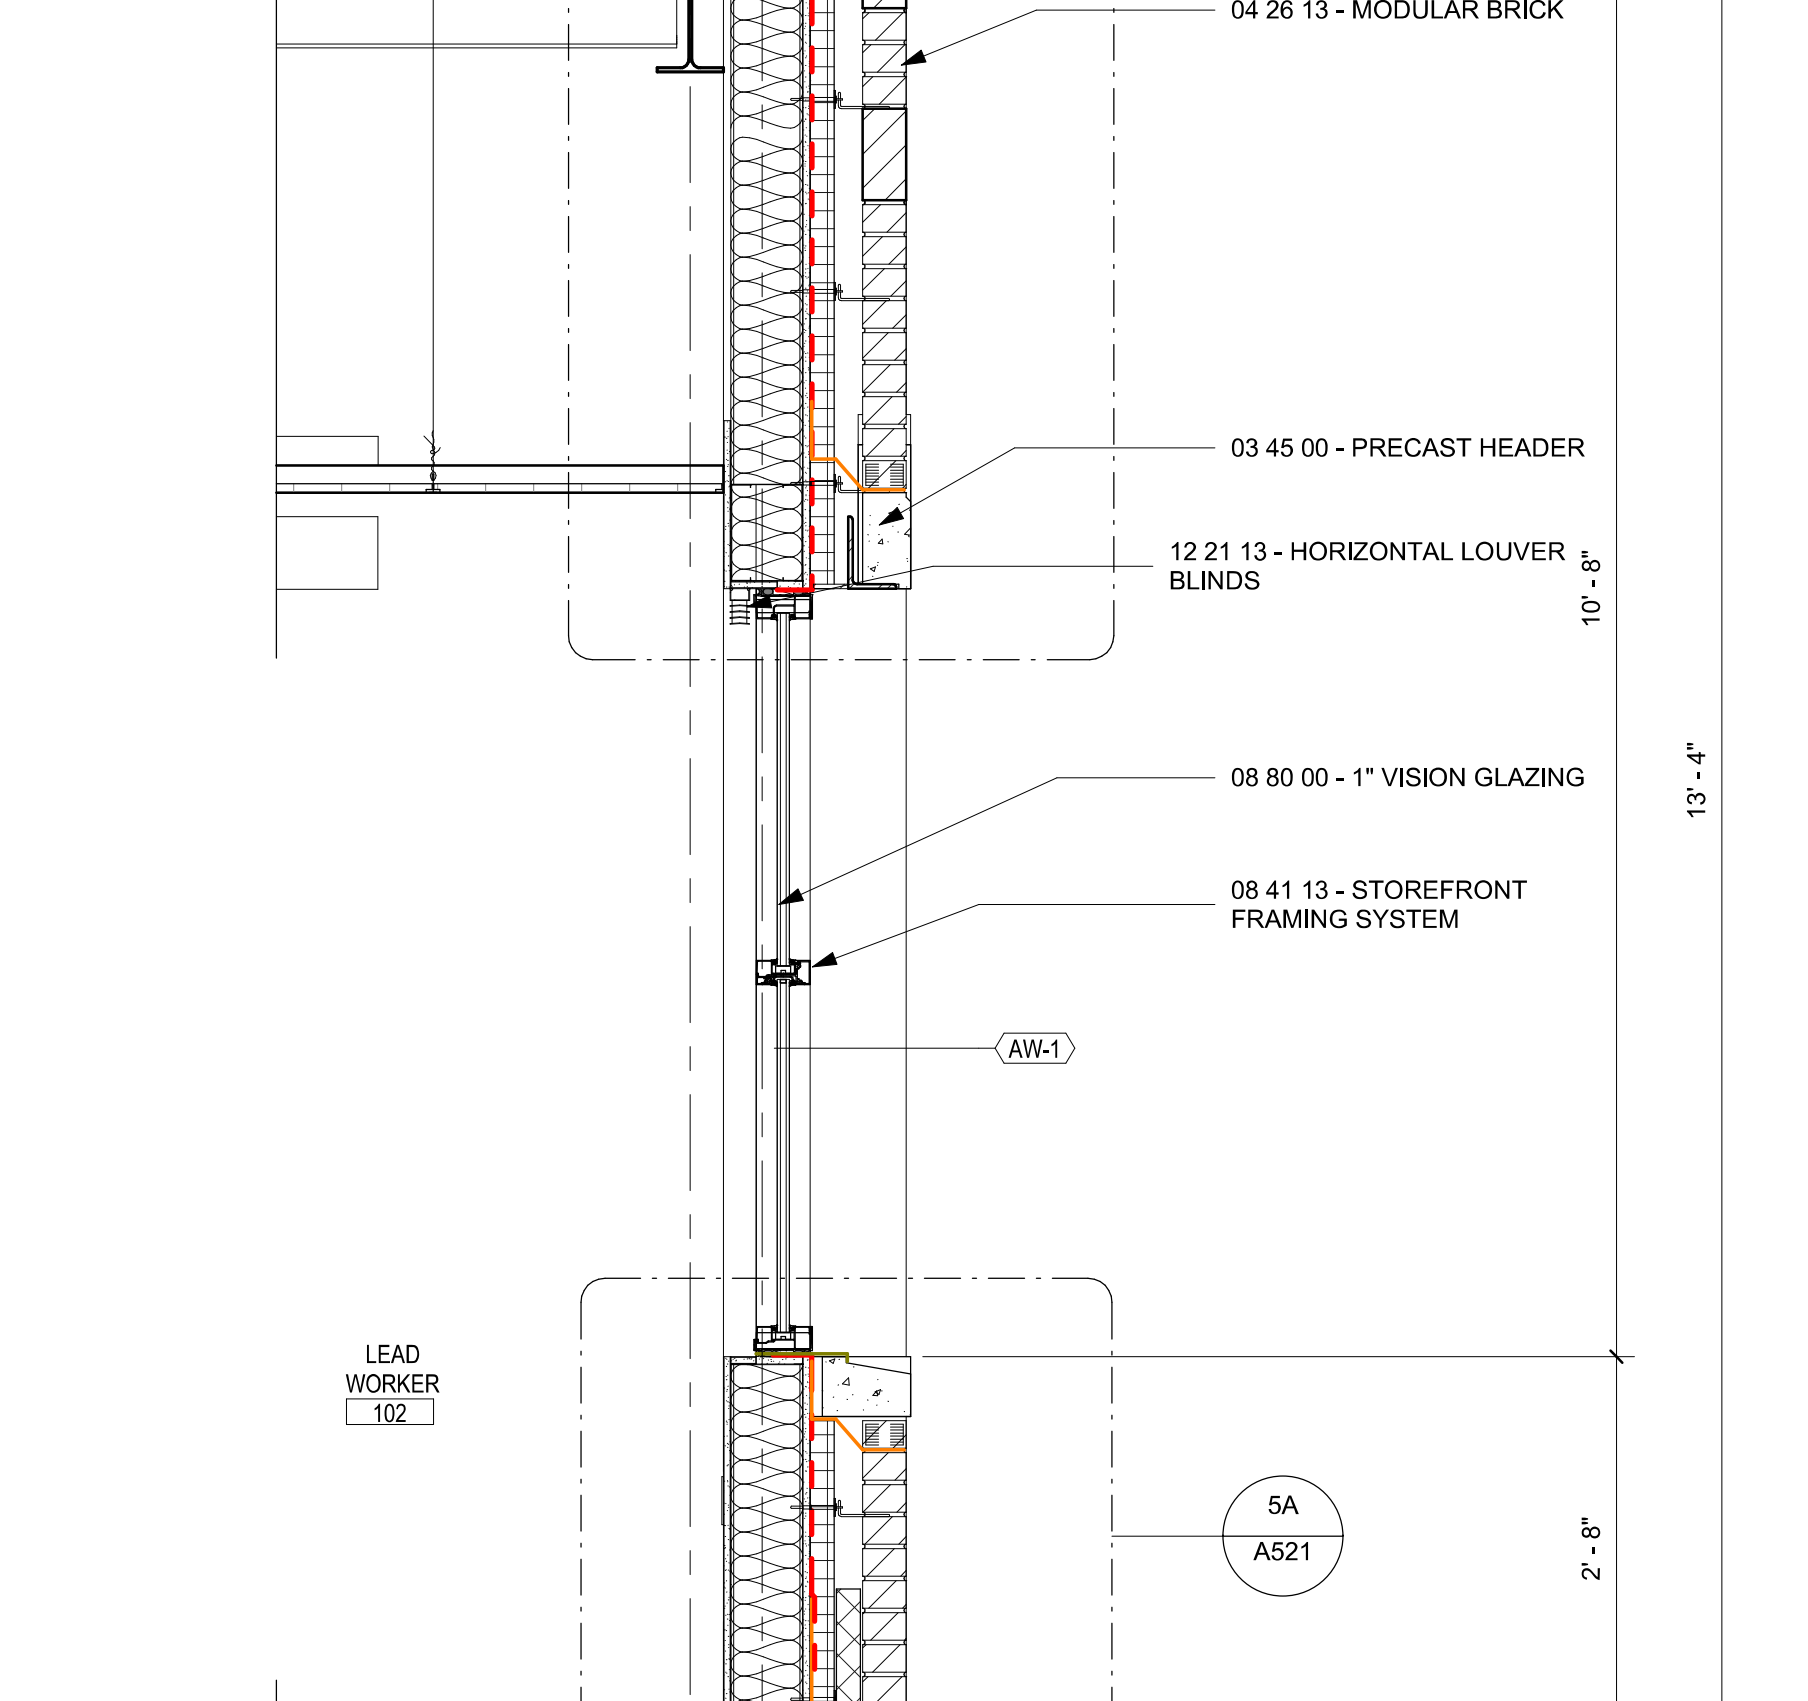 04 26 13 - MODULAR BRICK
03 45 00 - PRECAST HEADER
12 21 13 - HORIZONTAL LOUVER
BLINDS
10' - 8"
08 80 00 - 1" VISION GLAZING
13' - 4"
08 41 13 - STOREFRONT
FRAMING SYSTEM
AW-1
LEAD
WORKER
102
5A
A521
2' - 8"